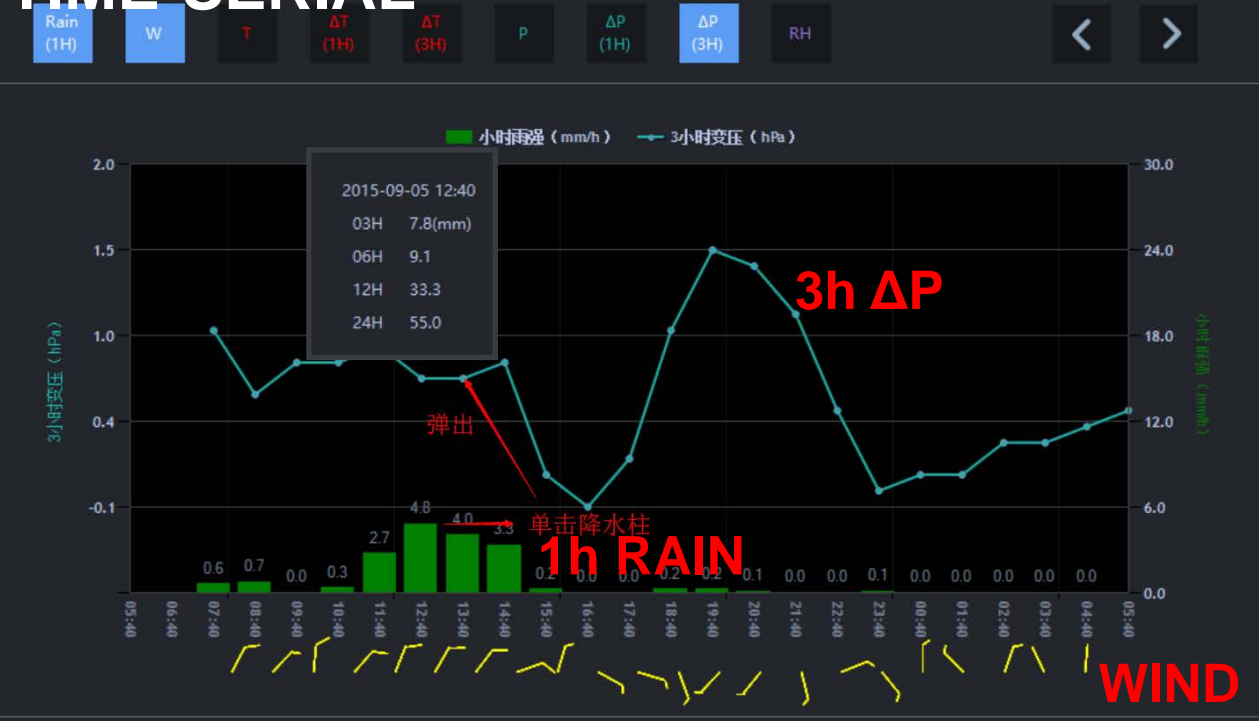 TIME SERIAL
Rain
(1H)
W
T
ΔT
(1H)
ΔT
(3H)
P
ΔP
(1H)
ΔP
(3H)
RH
小时雨强（mm/h） 3小时变压（hPa）
2.0
1.5
1.0
0.4
-0.1
3小时变压（hPa）
2015-09-05 12:40
03H 7.8(mm)
06H 9.1
12H 33.3
24H 55.0
3h ΔP
弹出
单击降水柱
1h RAIN
30.0
24.0
18.0
12.0
6.0
0.0
小时雨强（mm/h）
0.6 0.7 0.0 0.3 2.7 4.8 4.0 3.3 0.2 0.0 0.0 0.2 0.2 0.1 0.0 0.0 0.1 0.0 0.0 0.0 0.0 0.0
05:40 06:40 07:40 08:40 09:40 10:40 11:40 12:40 13:40 14:40 15:40 16:40 17:40 18:40 19:40 20:40 21:40 22:40 23:40 00:40 01:40 02:40 03:40 04:40 05:40
WIND